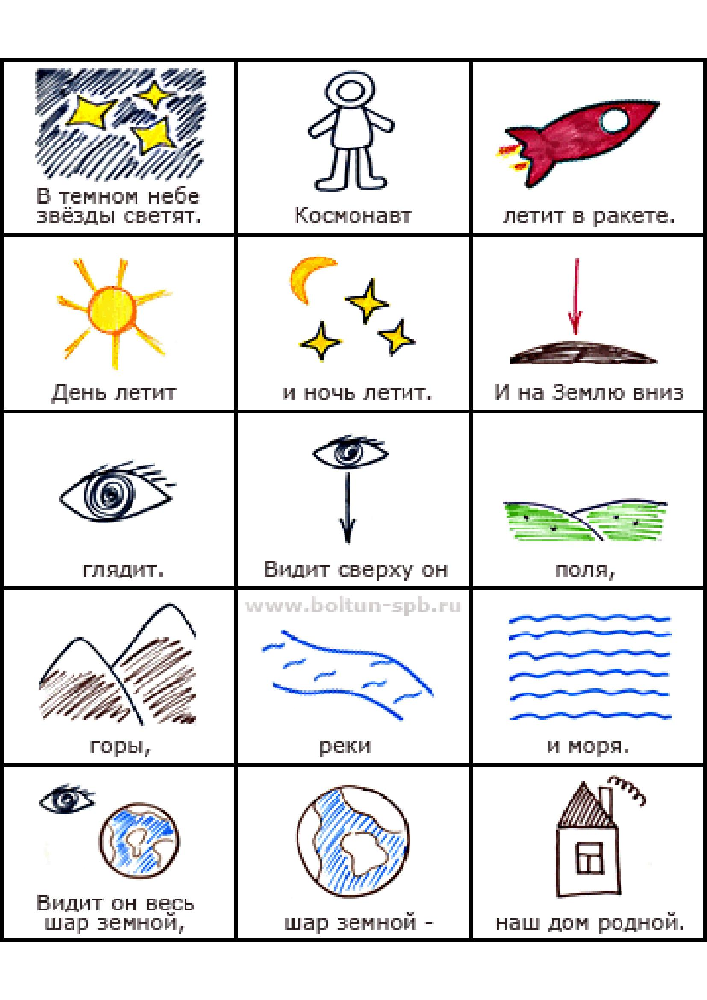 В темном небе
звёзды светят.
Космонавт
летит в ракете.
День летит
и ночь летит.
И на Землю вниз
глядит.
Видит сверху он
поля,
горы,
www.boltun-spb.ru
реки
и моря.
Видит он весь
шар земной,
шар земной -
наш дом родной.